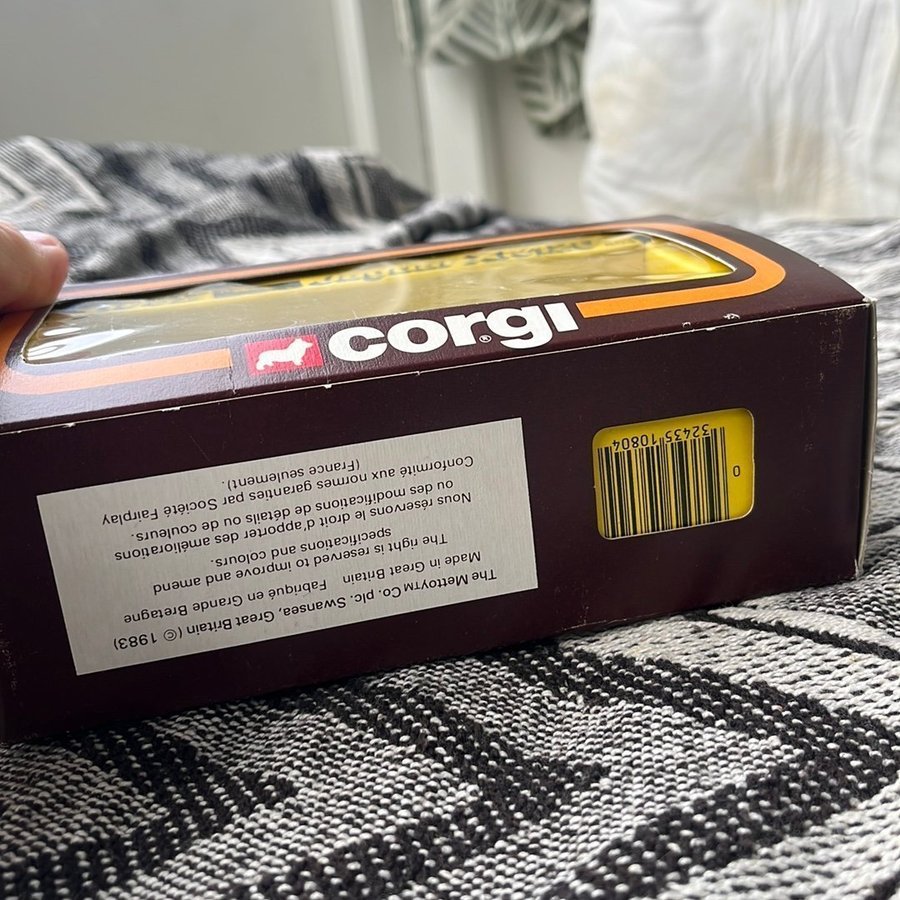 corgi®
The Mettoy™ Co. plc. Swansea, Great Britain (© 1983)
Made in Great Britain Fabriqué en Grande Bretagne
The right is reserved to improve and amend
specifications and colours.
Nous réservons le droit d'apporter des améliorations
ou des modifications de détails ou de couleurs.
Conformité aux normes garanties par Société Fairplay
(France seulement).
0
32435 10804